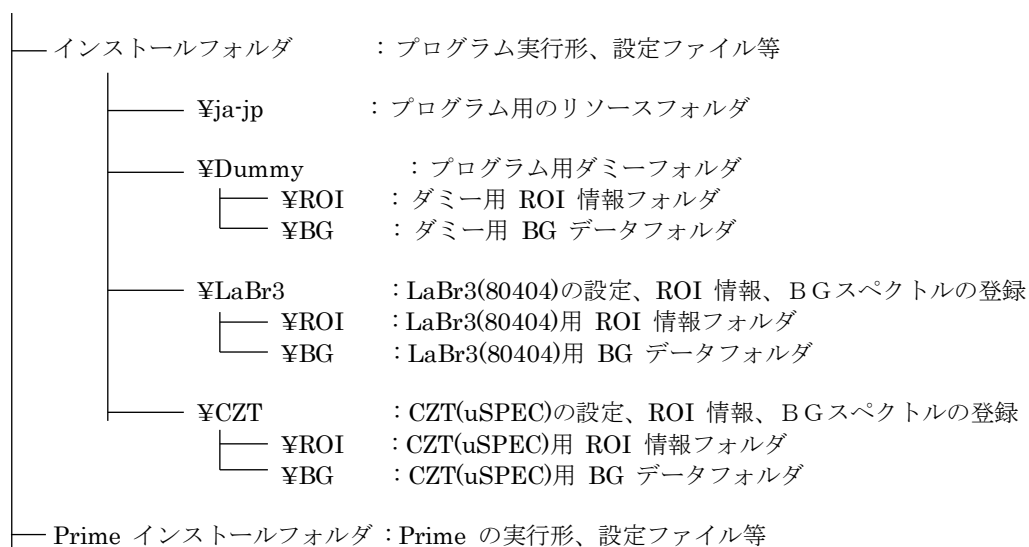 インストールフォルダ ：プログラム実行形、設定ファイル等
¥ja-jp ：プログラム用のリソースフォルダ
¥Dummy ：プログラム用ダミーフォルダ
¥ROI ：ダミー用 ROI 情報フォルダ
¥BG ：ダミー用 BG データフォルダ
¥LaBr3 ：LaBr3(80404)の設定、ROI 情報、ＢＧスペクトルの登録
¥ROI ：LaBr3(80404)用 ROI 情報フォルダ
¥BG ：LaBr3(80404)用 BG データフォルダ
¥CZT ：CZT(uSPEC)の設定、ROI 情報、ＢＧスペクトルの登録
¥ROI ：CZT(uSPEC)用 ROI 情報フォルダ
¥BG ：CZT(uSPEC)用 BG データフォルダ
Prime インストールフォルダ：Prime の実行形、設定ファイル等